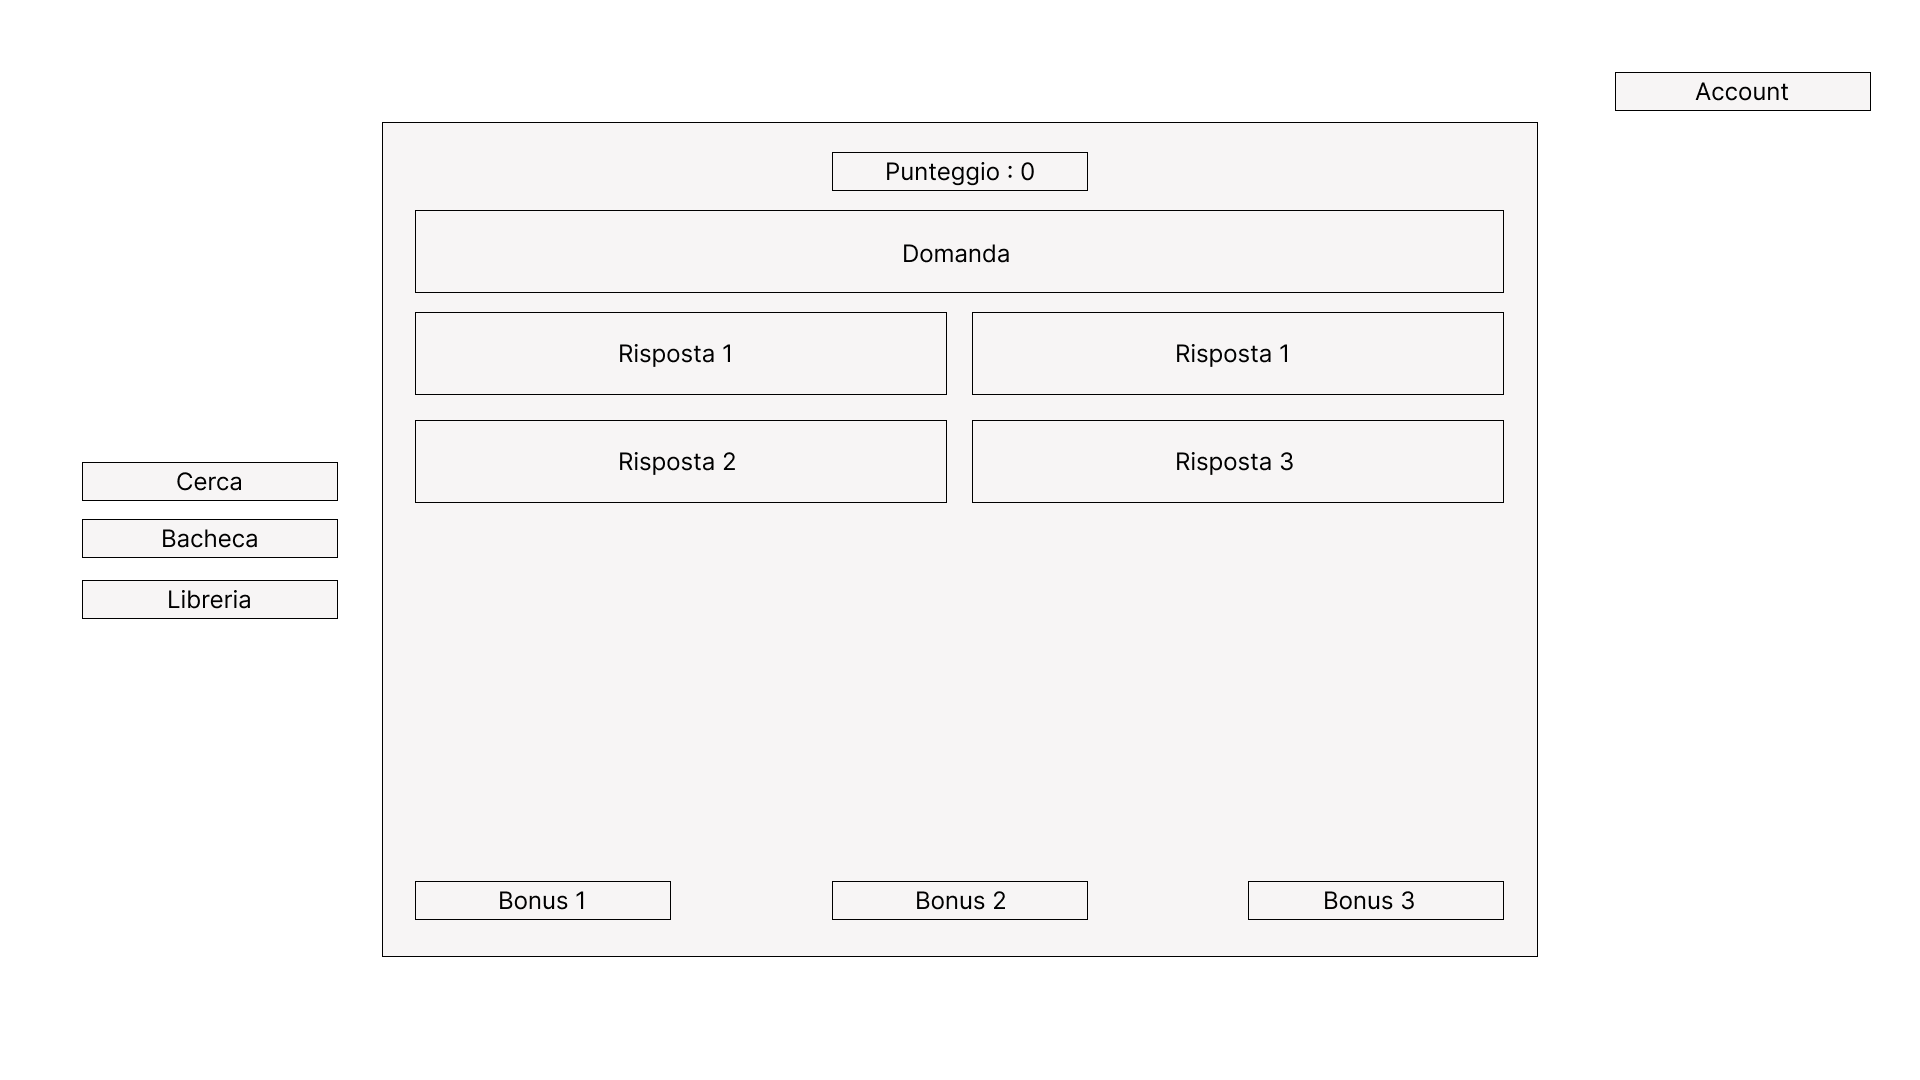 Account
Punteggio : 0
Domanda
Risposta 1
Risposta 1
Risposta 2
Risposta 3
Cerca
Bacheca
Libreria
Bonus 1
Bonus 2
Bonus 3